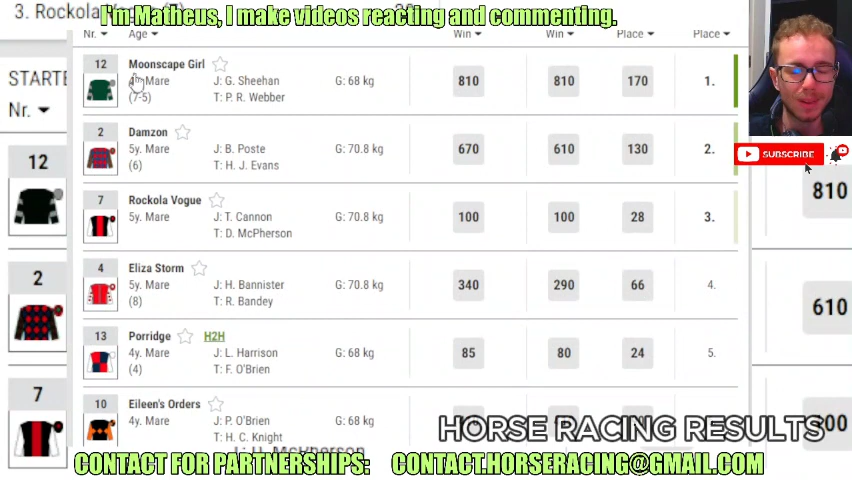 3. Rockola
I'm Matheus, I make videos reacting and commenting.
Nr. Age Win Win Place Place
STARTE
Nr.
12 Moonscape Girl
Mare J: G. Sheehan G: 68 kg 810 810 170 1.
(7-5) T: P. R. Webber
SUBSCRIBE
2 Damzon
5y. Mare J: B. Poste G: 70.8 kg 670 610 130 2.
(6) T: H. J. Evans
12
810
7 Rockola Vogue
5y. Mare J: T. Cannon G: 70.8 kg 100 100 28 3.
T: D. McPherson
4 Eliza Storm
5y. Mare J: H. Bannister G: 70.8 kg 340 290 66 4.
(8) T: R. Bandey
2
610
13 Porridge H2H
4y. Mare J: L. Harrison G: 68 kg 85 80 24 5.
(4) T: F. O'Brien
7
10 Eileen's Orders
4y. Mare J: P. O'Brien G: 68 kg
T: H. C. Knight
HORSE RACING RESULTS
CONTACT FOR PARTNERSHIPS: CONTACT.HORSERACING@GMAIL.COM